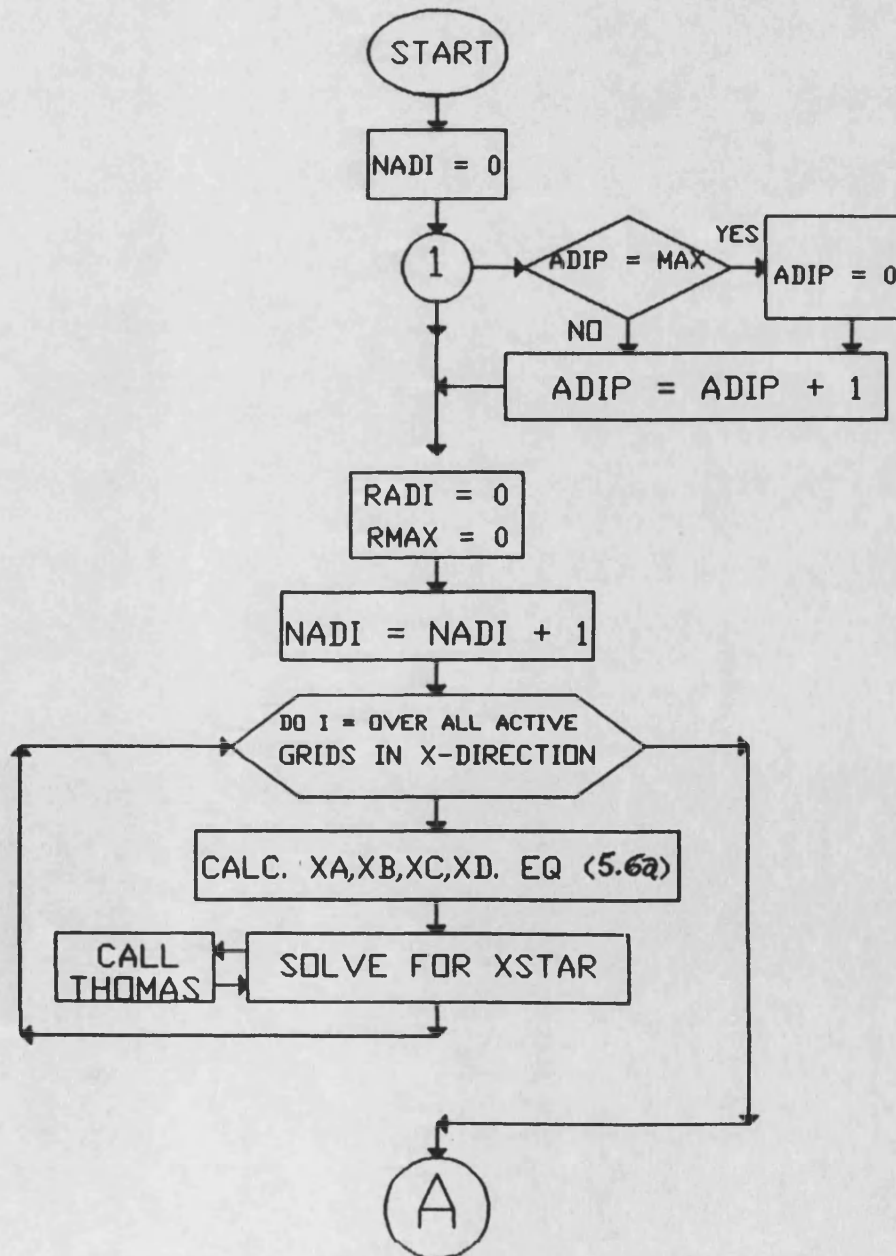 START
NADI = 0
1
ADIP = MAX
YES
ADIP = 0
NO
ADIP = ADIP + 1
RADI = 0
RMAX = 0
NADI = NADI + 1
DO I = OVER ALL ACTIVE
GRIDS IN X-DIRECTION
CALC. XA,XB,XC,XD. EQ (5.6a)
CALL
THOMAS
SOLVE FOR XSTAR
A